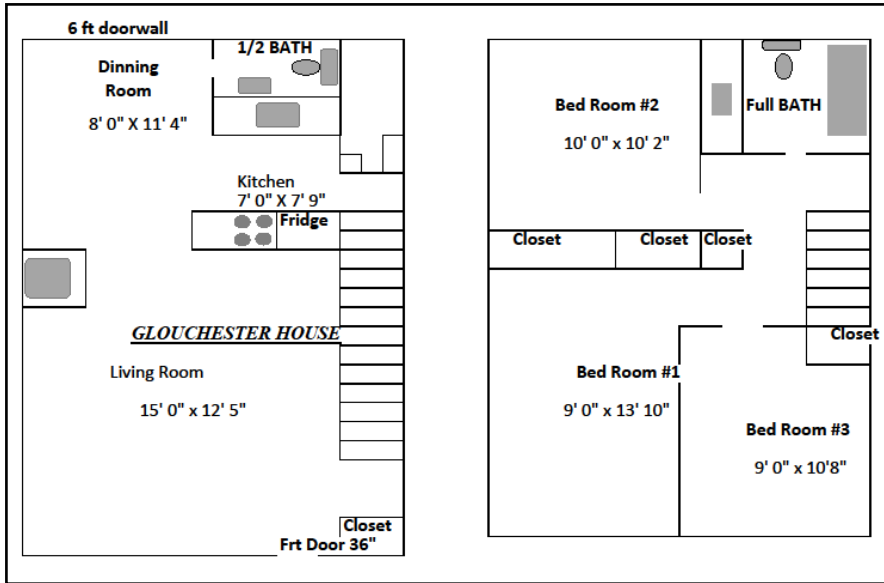 6 ft doorwall
1/2 BATH
Dinning
Room
8' 0" X 11' 4"
Kitchen
7' 0" X 7' 9"
Fridge
GLOUCHESTER HOUSE
Living Room
15' 0" x 12' 5"
Closet
Frt Door 36"
Bed Room #2
10' 0" x 10' 2"
Full BATH
Closet
Closet
Closet
Closet
Bed Room #1
9' 0" x 13' 10"
Bed Room #3
9' 0" x 10'8"